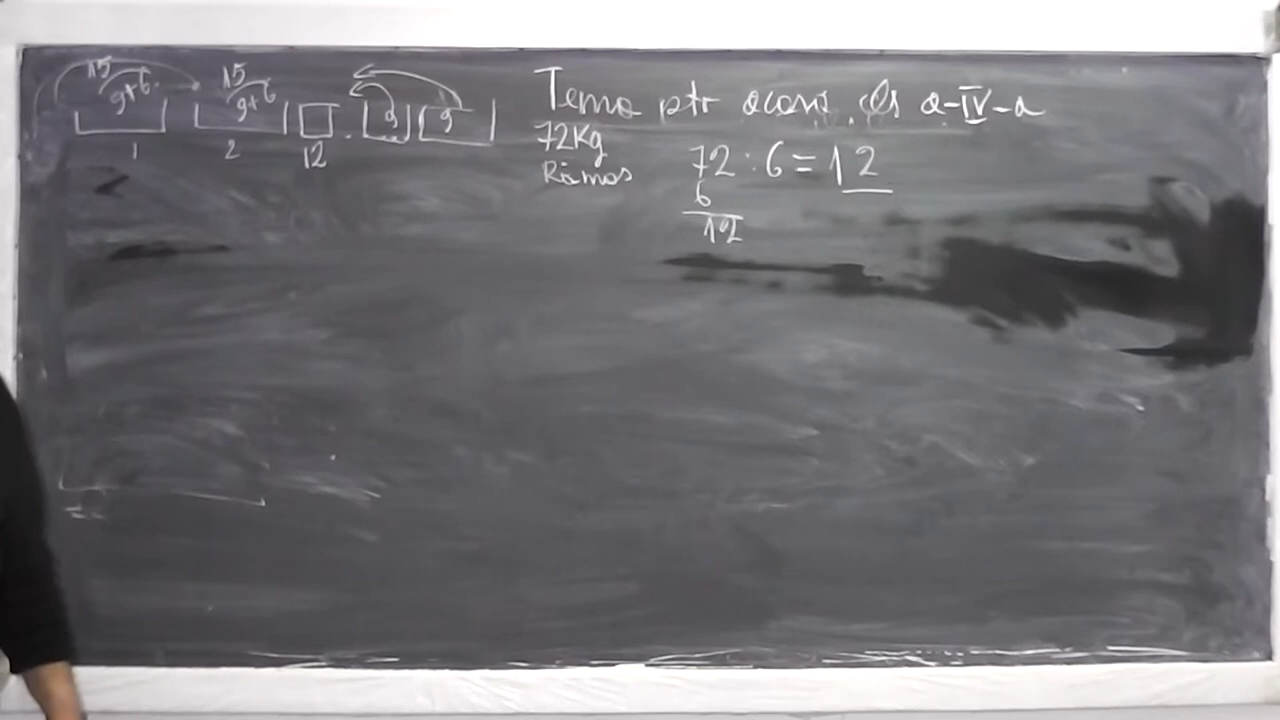 15 15
9+6 9+6 9 9
1 2 12
Tema ptr acasă cls a-IV-a
72Kg
Rămas
72 : 6 = 12
6
12